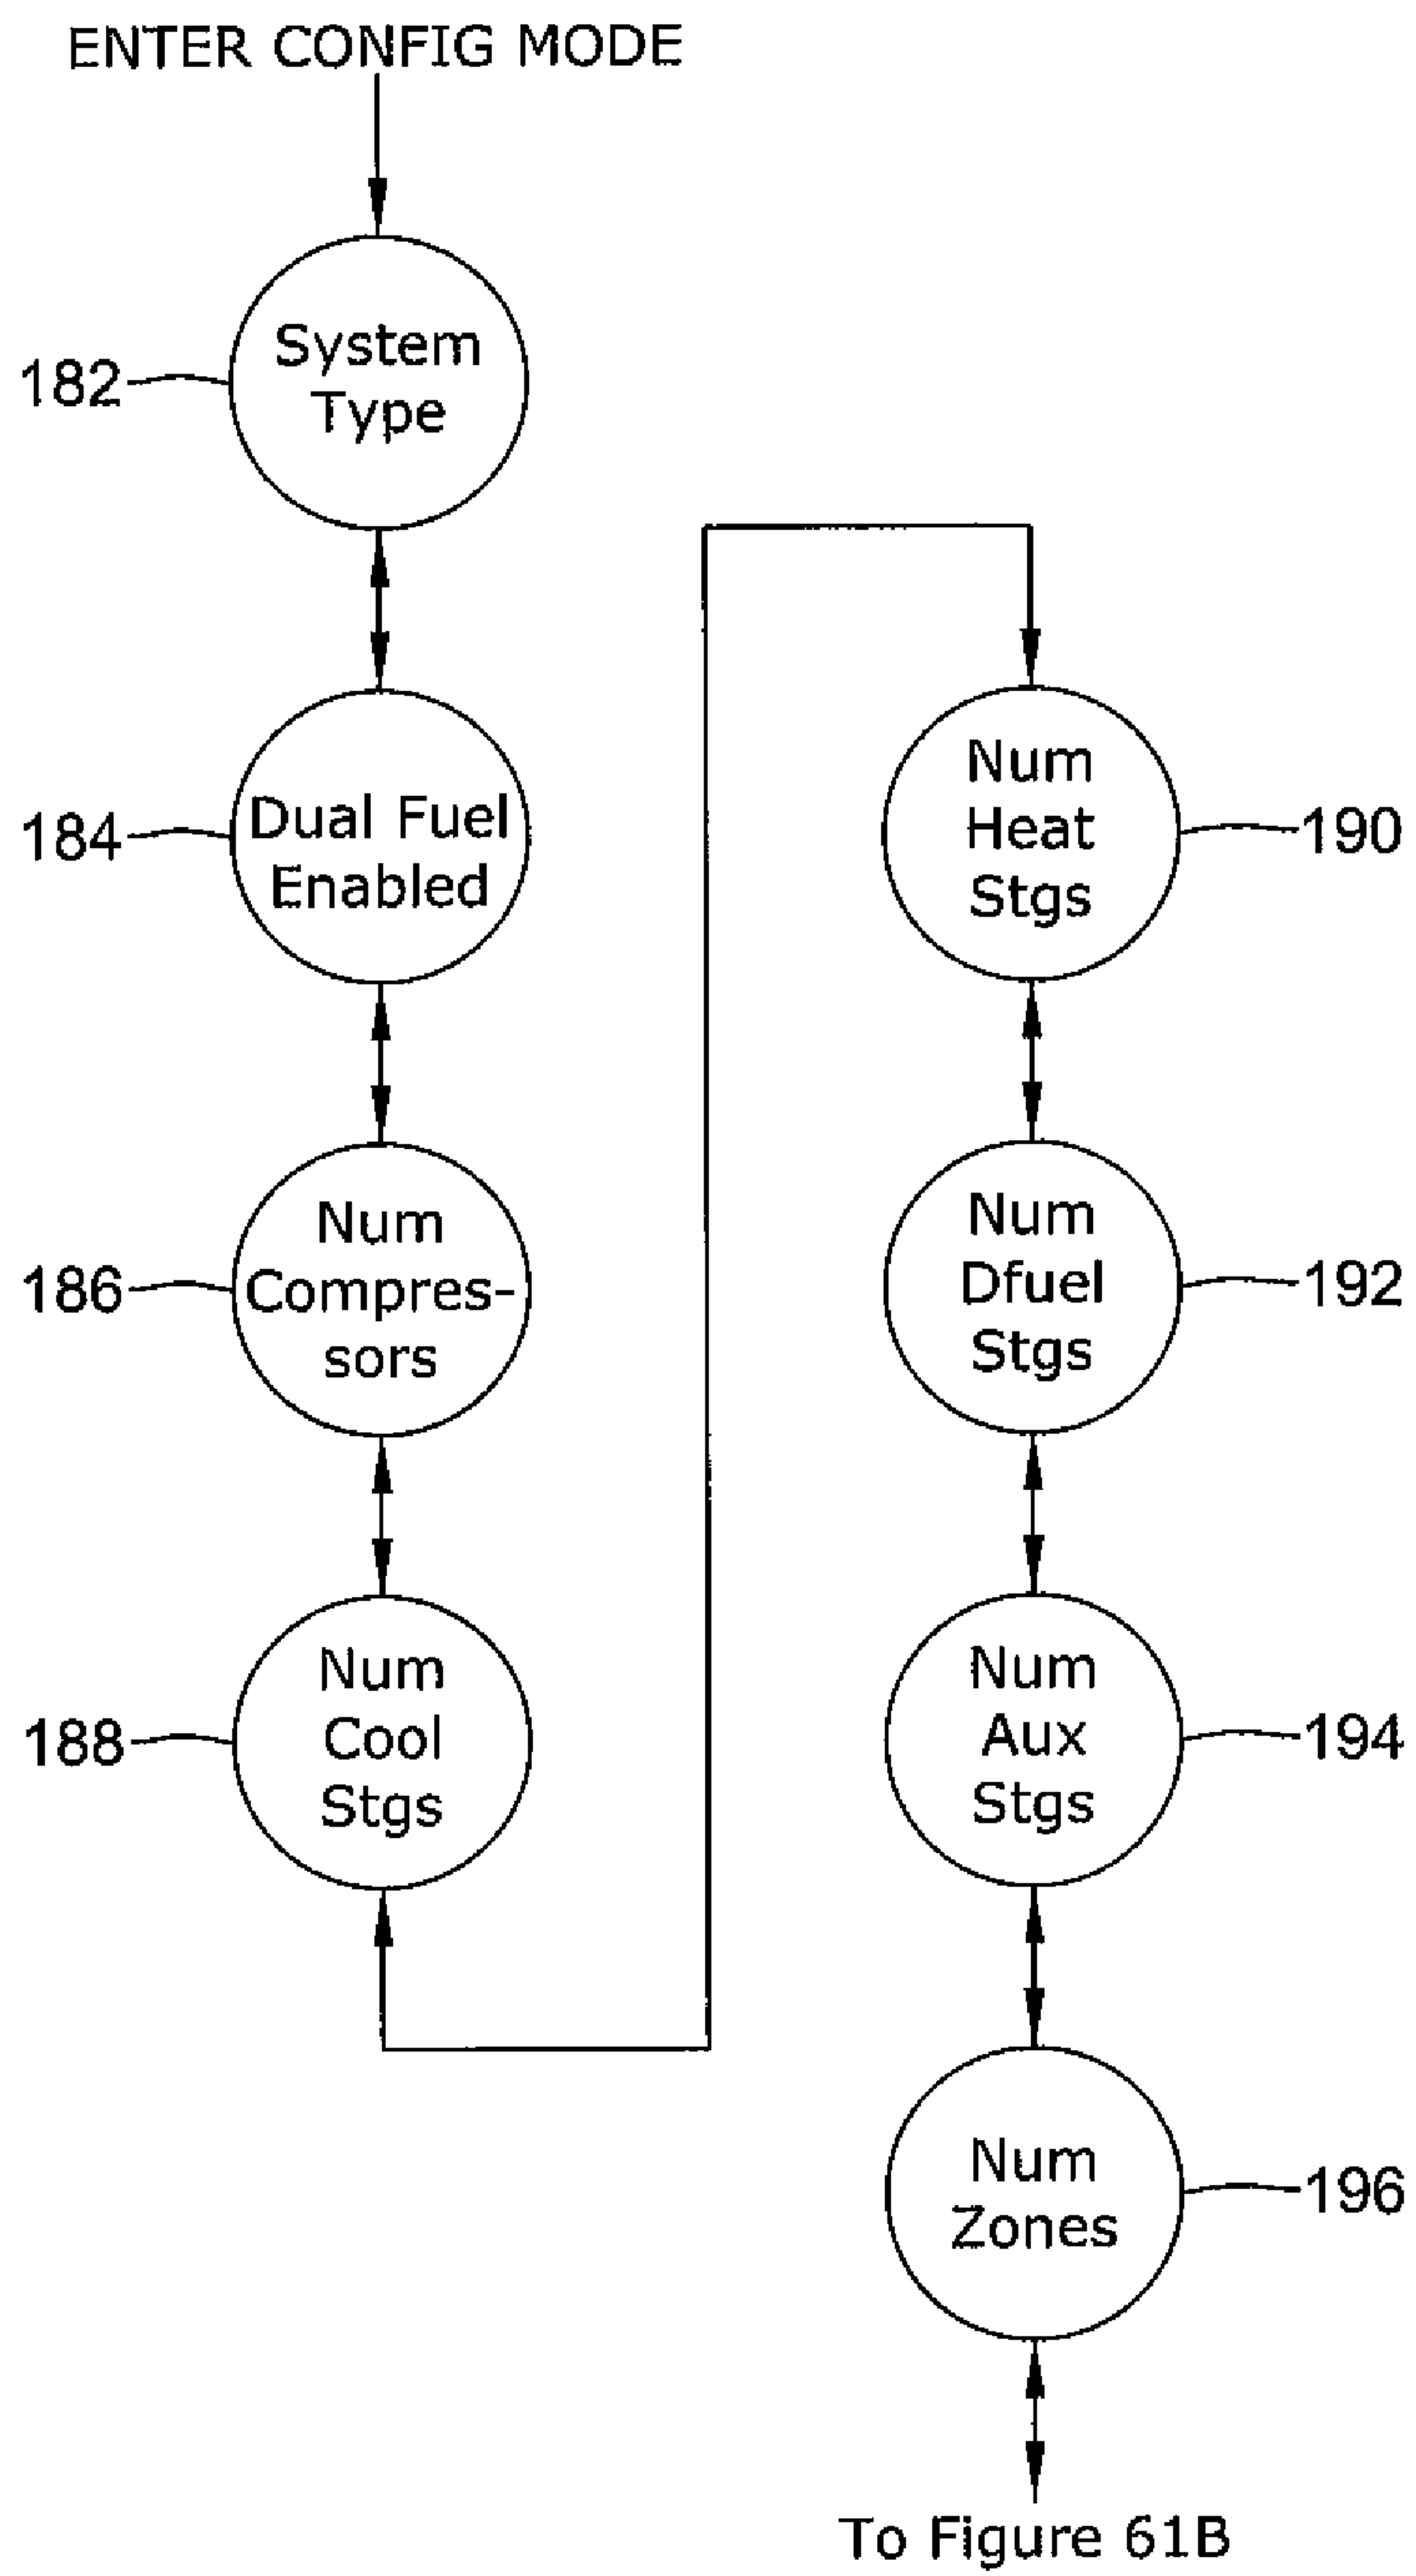 ENTER CONFIG MODE
182
System
Type
184
Dual Fuel
Enabled
186
Num
Compres-
sors
188
Num
Cool
Stgs
Num
Heat
Stgs
190
Num
Dfuel
Stgs
192
Num
Aux
Stgs
194
Num
Zones
196
To Figure 61B